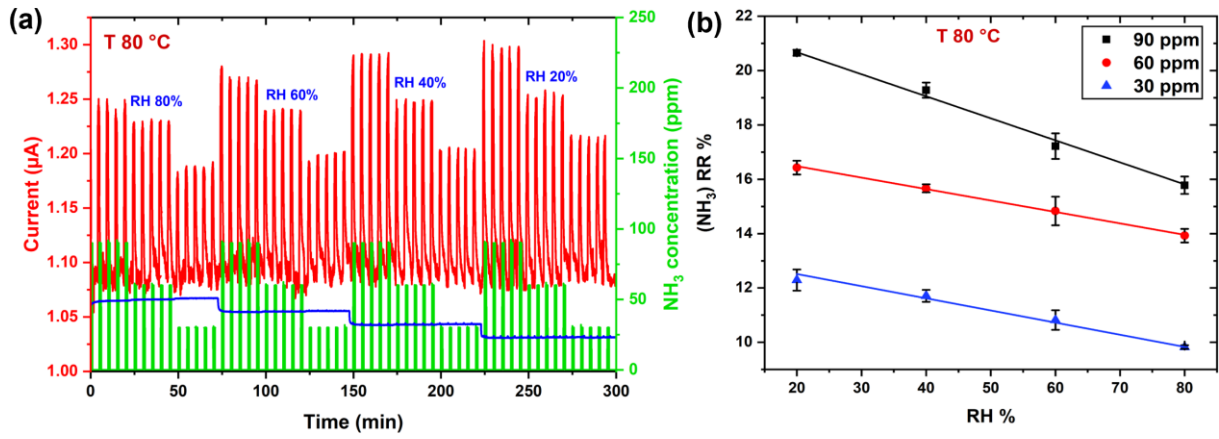 (a)
T 80 °C
RH 80%
RH 60%
RH 40%
RH 20%
Current (µA)
1.30
1.25
1.20
1.15
1.10
1.05
1.00
NH3 concentration (ppm)
250
200
150
100
50
0
0 50 100 150 200 250 300
Time (min)
(b)
T 80 °C
90 ppm
60 ppm
30 ppm
(NH3) RR %
22
20
18
16
14
12
10
20 30 40 50 60 70 80
RH %